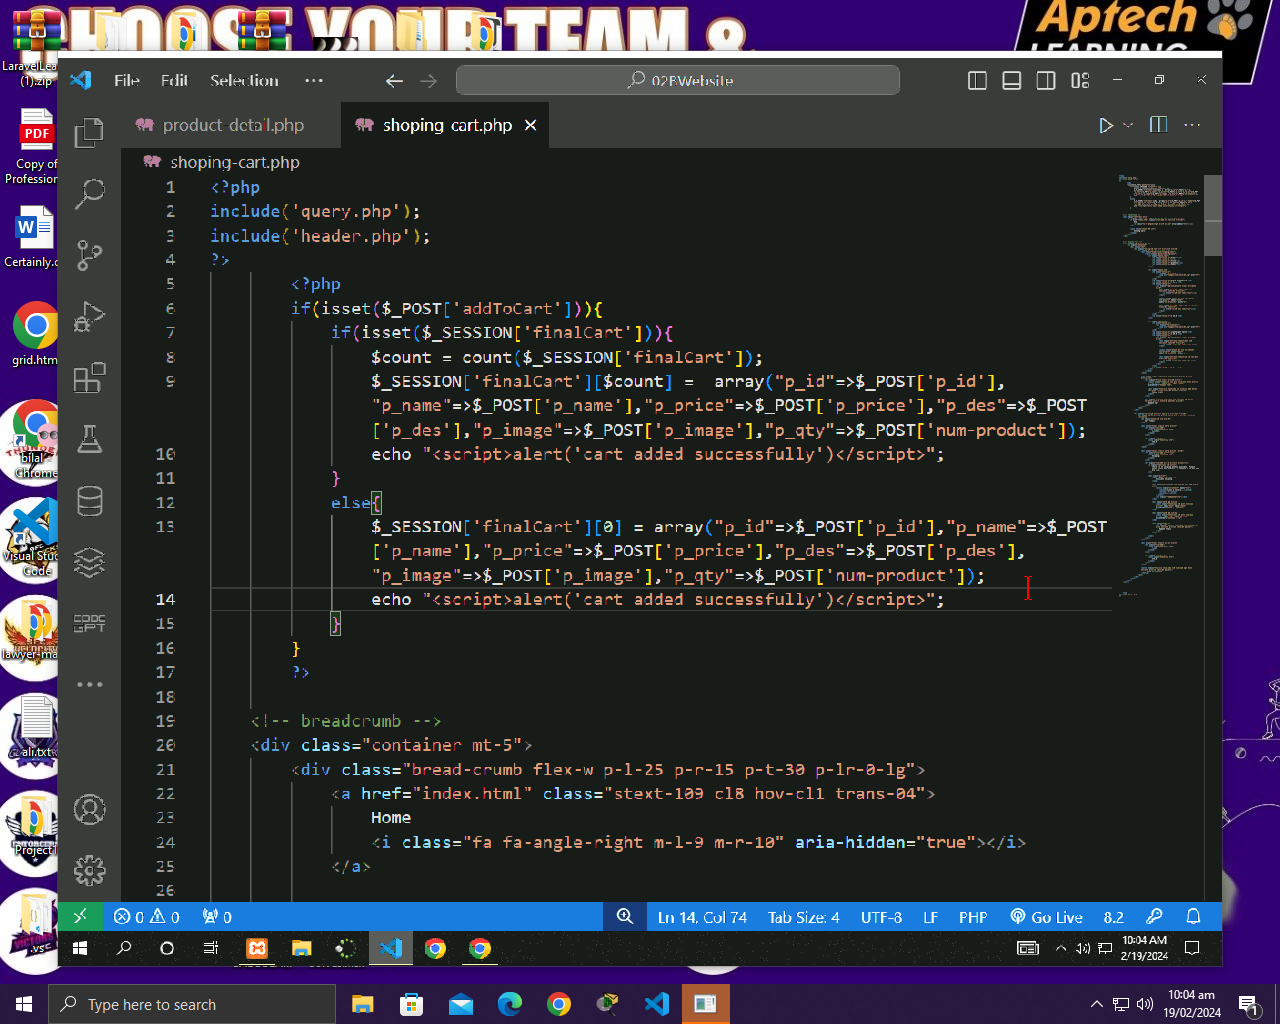 CHOOSE YOUR TEAM &
Aptech
LEARNING
(1).zip
Copy of
Certainly.c
grid.htm
bilal -
Chrome
Visual Stud
Code
lawyer-ma
ali.txt
Project
.vsc
File Edit Selection ···
02BWebsite
product-detail.php
shoping-cart.php
shoping-cart.php
1 <?php
2 include('query.php');
3 include('header.php');
4 ?>
5 <?php
6 if(isset($_POST['addToCart'])){
7 if(isset($_SESSION['finalCart'])){
8 $count = count($_SESSION['finalCart']);
9 $_SESSION['finalCart'][$count] =  array("p_id"=>$_POST['p_id'],
"p_name"=>$_POST['p_name'],"p_price"=>$_POST['p_price'],"p_des"=>$_POST
['p_des'],"p_image"=>$_POST['p_image'],"p_qty"=>$_POST['num-product']);
10 echo "<script>alert('cart added successfully')</script>";
11 }
12 else{
13 $_SESSION['finalCart'][0] = array("p_id"=>$_POST['p_id'],"p_name"=>$_POST
['p_name'],"p_price"=>$_POST['p_price'],"p_des"=>$_POST['p_des'],
"p_image"=>$_POST['p_image'],"p_qty"=>$_POST['num-product']);
14 echo "<script>alert('cart added successfully')</script>";
15 }
16 }
17 ?>
18
19 <!-- breadcrumb -->
20 <div class="container mt-5">
21 <div class="bread-crumb flex-w p-l-25 p-r-15 p-t-30 p-lr-0-lg">
22 <a href="index.html" class="stext-109 cl8 hov-cl1 trans-04">
23 Home
24 <i class="fa fa-angle-right m-l-9 m-r-10" aria-hidden="true"></i>
25 </a>
26
0 0 0 Ln 14, Col 74 Tab Size: 4 UTF-8 LF PHP Go Live 8.2
10:04 AM
2/19/2024
Type here to search
10:04 am
19/02/2024
1